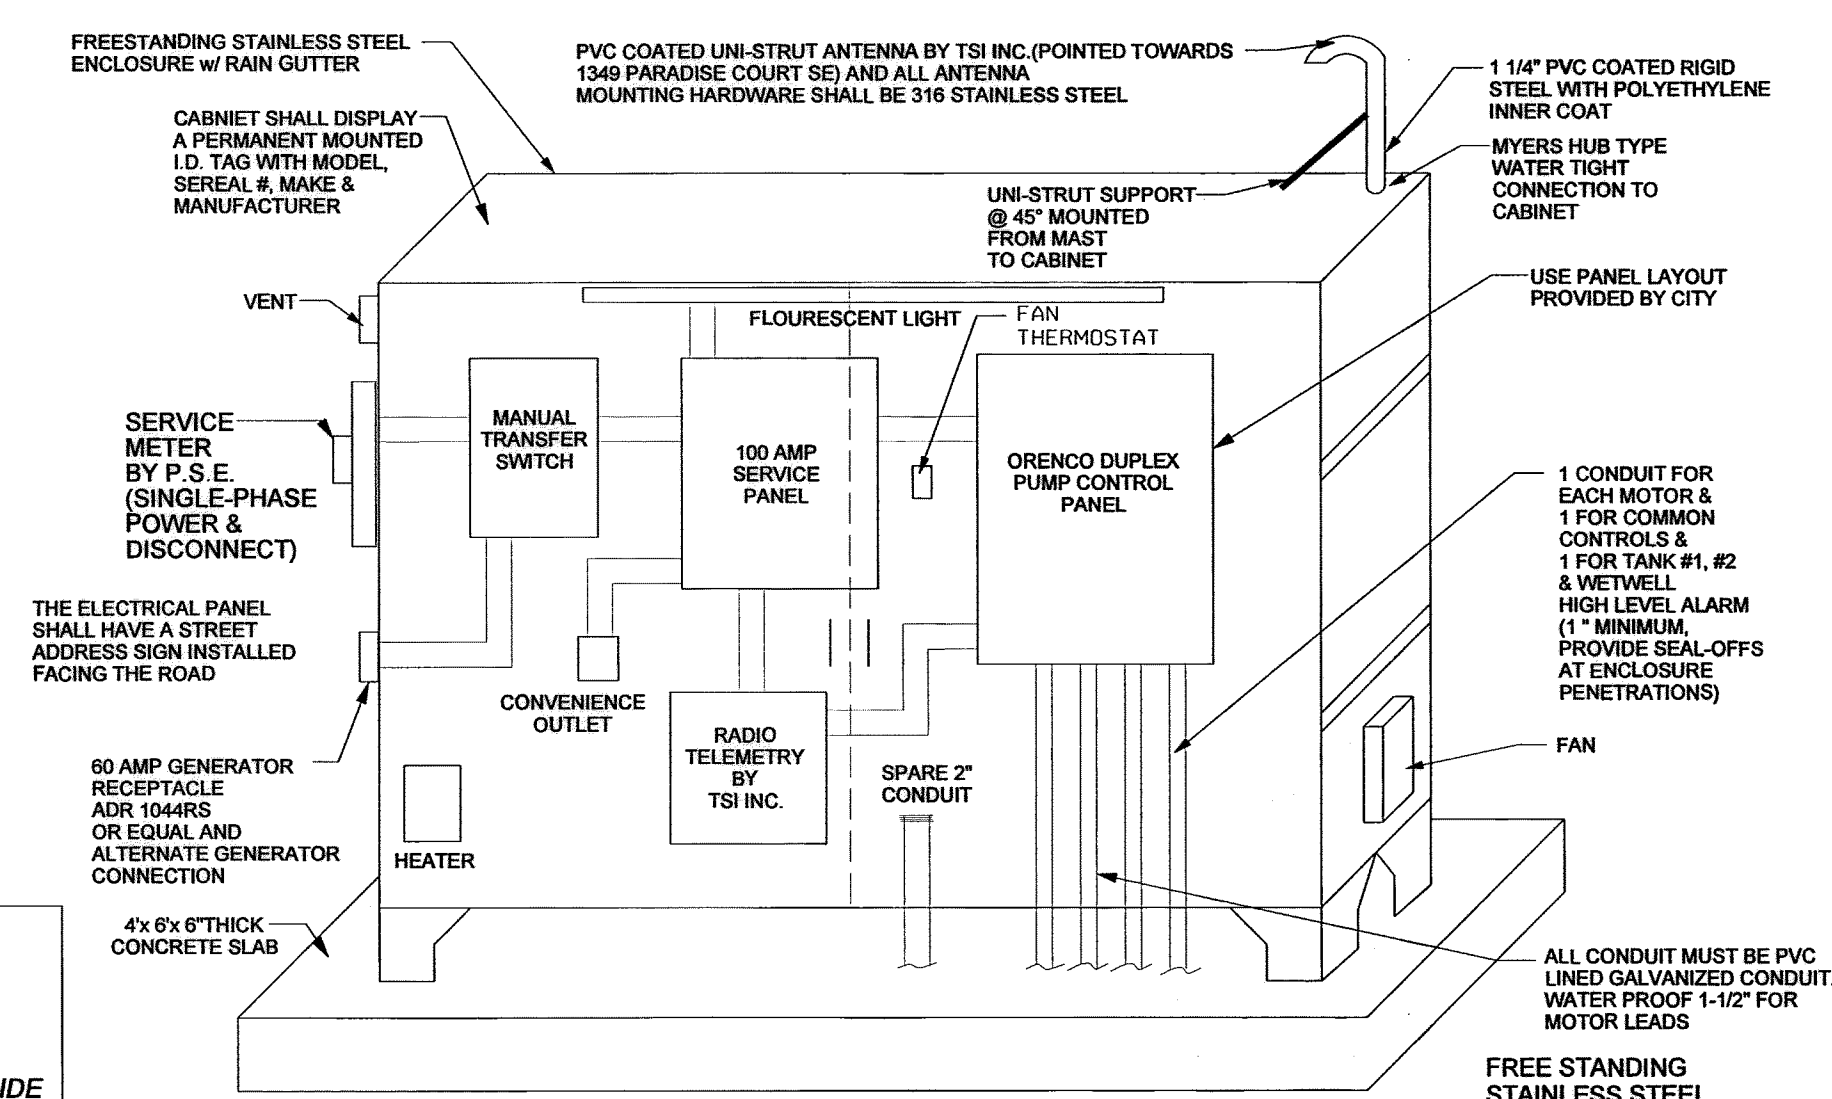 FREESTANDING STAINLESS STEEL
ENCLOSURE w/ RAIN GUTTER
PVC COATED UNI-STRUT ANTENNA BY TSI INC.(POINTED TOWARDS
1349 PARADISE COURT SE) AND ALL ANTENNA
MOUNTING HARDWARE SHALL BE 316 STAINLESS STEEL
1 1/4" PVC COATED RIGID
STEEL WITH POLYETHYLENE
INNER COAT
CABNIET SHALL DISPLAY
A PERMANENT MOUNTED
I.D. TAG WITH MODEL,
SEREAL #, MAKE &
MANUFACTURER
MYERS HUB TYPE
WATER TIGHT
CONNECTION TO
CABINET
UNI-STRUT SUPPORT
@ 45° MOUNTED
FROM MAST
TO CABINET
USE PANEL LAYOUT
PROVIDED BY CITY
VENT
FLOURESCENT LIGHT
FAN
THERMOSTAT
SERVICE
METER
BY P.S.E.
(SINGLE-PHASE
POWER &
DISCONNECT)
MANUAL
TRANSFER
SWITCH
100 AMP
SERVICE
PANEL
ORENCO DUPLEX
PUMP CONTROL
PANEL
1 CONDUIT FOR
EACH MOTOR &
1 FOR COMMON
CONTROLS &
1 FOR TANK #1, #2
& WETWELL
HIGH LEVEL ALARM
(1 " MINIMUM,
PROVIDE SEAL-OFFS
AT ENCLOSURE
PENETRATIONS)
THE ELECTRICAL PANEL
SHALL HAVE A STREET
ADDRESS SIGN INSTALLED
FACING THE ROAD
CONVENIENCE
OUTLET
RADIO
TELEMETRY
BY
TSI INC.
SPARE 2"
CONDUIT
FAN
60 AMP GENERATOR
RECEPTACLE
ADR 1044RS
OR EQUAL AND
ALTERNATE GENERATOR
CONNECTION
HEATER
4'x 6'x 6"THICK
CONCRETE SLAB
ALL CONDUIT MUST BE PVC
LINED GALVANIZED CONDUIT.
WATER PROOF 1-1/2" FOR
MOTOR LEADS
FREE STANDING
STAINLESS STEEL
IDE